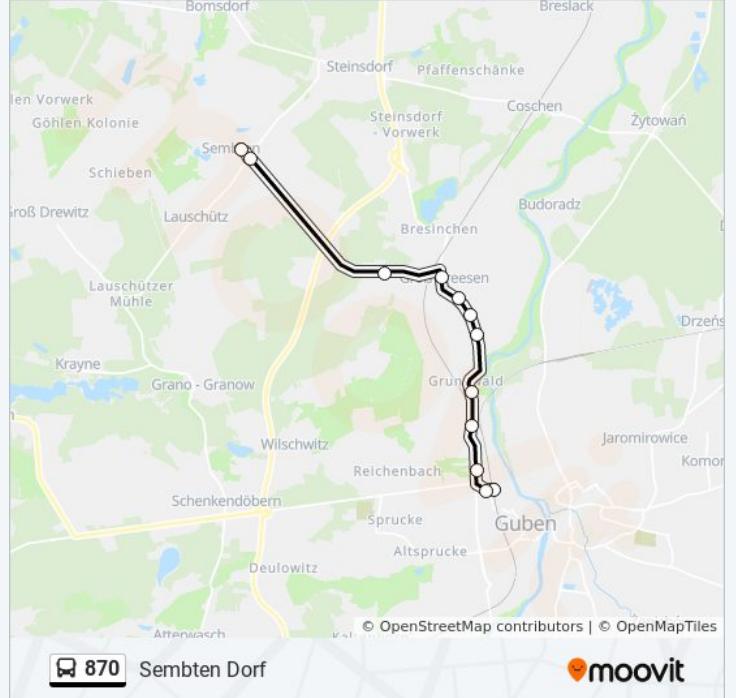 Bomsdorf
Breslack
Steinsdorf
Pfaffenschänke
len Vorwerk
Coschen
Göhlen Kolonie
Steinsdorf
- Vorwerk
Żytowań
Schieben
Groß Drewitz
Lauschütz
Budoradz
Bresinchen
Lauschützer
Mühle
Drzeńs
Krayne
Grano - Granow
Wilschwitz
Jaromirowice
Reichenbach
Komor
Schenkendöbern
Sprucke
Guben
Altsprucke
Deulowitz
Atterwasch
© OpenStreetMap contributors | © OpenMapTiles
870 Sembten Dorf
moovit